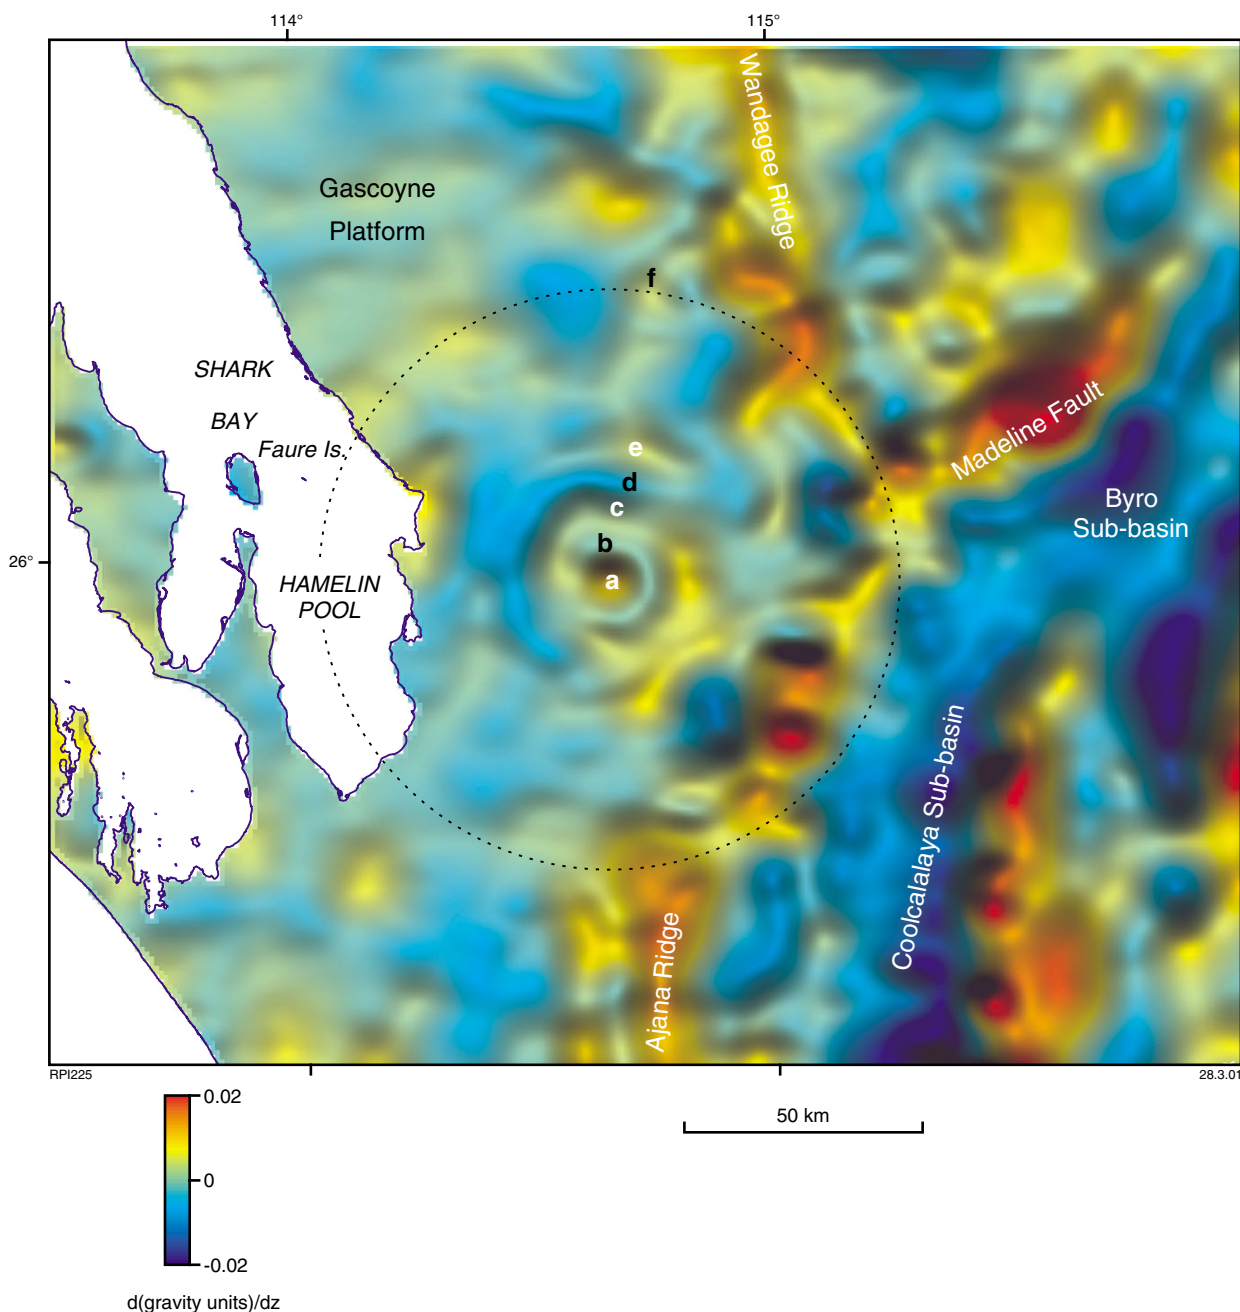 114°
115°
Wandagee Ridge
Gascoyne
Platform
f
SHARK
BAY
Faure Is.
Madeline Fault
e
d
c
b
a
Byro
Sub-basin
26°
HAMELIN
POOL
Coolcalalaya Sub-basin
Ajana Ridge
RPI225
28.3.01
0.02
0
-0.02
50 km
d(gravity units)/dz